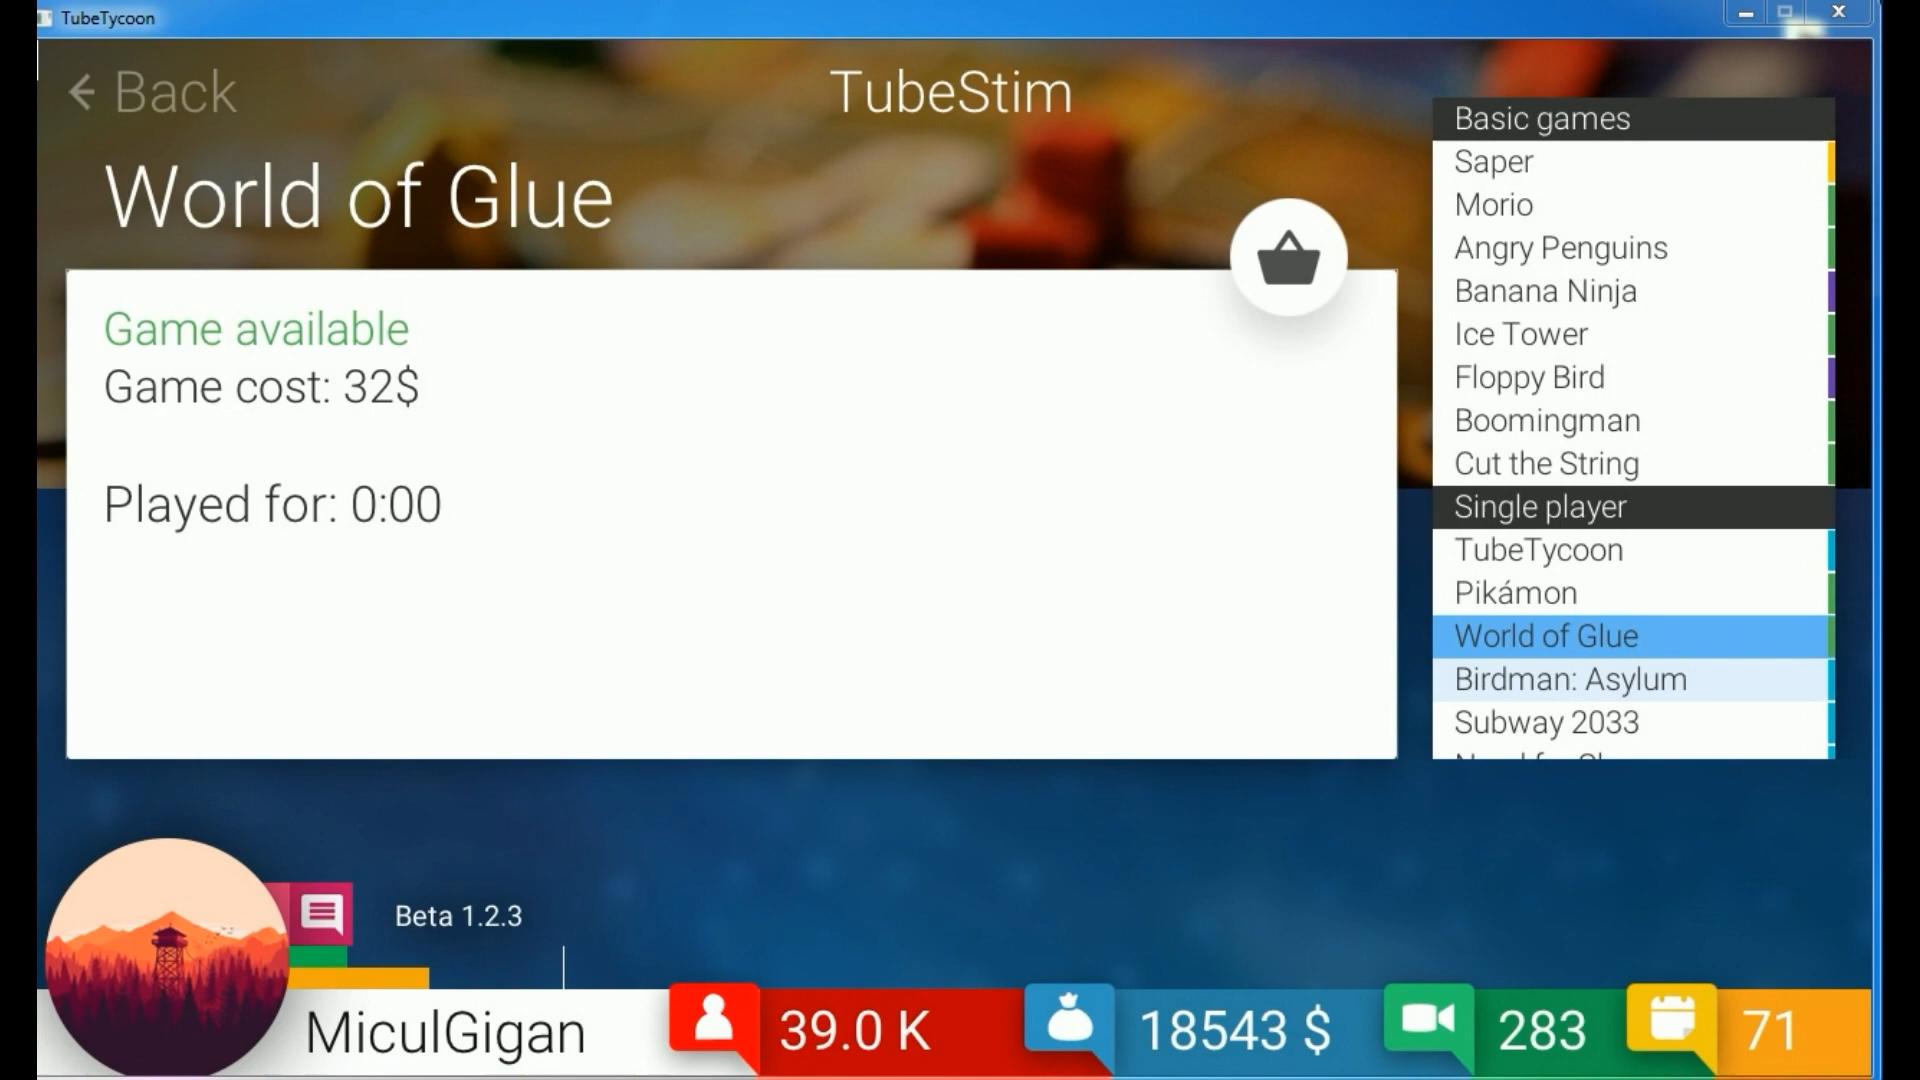 TubeTycoon
Back
TubeStim
World of Glue
Game available
Game cost: 32$
Played for: 0:00
Basic games
Saper
Morio
Angry Penguins
Banana Ninja
Ice Tower
Floppy Bird
Boomingman
Cut the String
Single player
TubeTycoon
Pikámon
World of Glue
Birdman: Asylum
Subway 2033
Beta 1.2.3
MiculGigan
39.0 K
18543 $
283
71